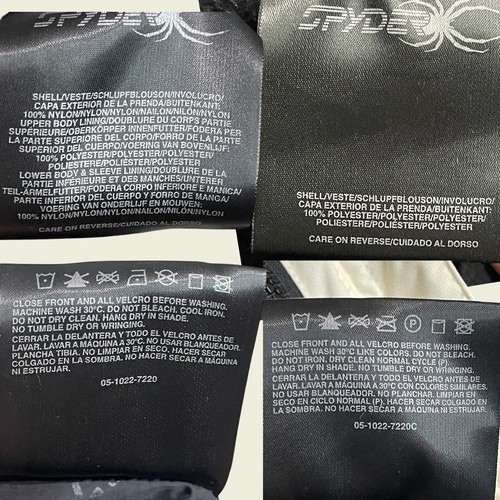 SPYDER
SHELL/VESTE/SCHLUPFBLOUSON/INVOLUCRO/
CAPA EXTERIOR DE LA PRENDA/BUITENKANT:
100% NYLON/NYLON/NYLON/NAILON/NILÓN/NYLON
UPPER BODY LINING/DOUBLURE DU CORPS PARTIE
SUPÉRIEURE/OBERKÖRPER INNENFUTTER/FODERA PER
LA PARTE SUPERIOR DEL CORPO/FORRO DE LA PARTE
SUPERIOR DEL CUERPO/VOERING VAN BOVENLIJF:
100% POLYESTER/POLYESTER/POLYESTER/
POLIESTERE/POLIÉSTER/POLYESTER
LOWER BODY & SLEEVE LINING/DOUBLURE DE LA
PARTIE INFÉRIEURE ET DES MANCHES/UNTERER
TEIL-ÄRMELFUTTER/FODERA CORPO INFERIORE E MANICA/
PARTE INFERIOR DEL CUERPO Y FORRO DE MANGA/
VOERING VAN ONDERLIJF EN MOUWEN:
100% NYLON/NYLON/NYLON/NAILON/NILÓN/NYLON
CARE ON REVERSE/CUIDADO AL DORSO
SPYDER
SHELL/VESTE/SCHLUPFBLOUSON/INVOLUCRO/
CAPA EXTERIOR DE LA PRENDA/BUITENKANT:
100% POLYESTER/POLYESTER/POLYESTER/
POLIESTERE/POLIÉSTER/POLYESTER
CARE ON REVERSE/CUIDADO AL DORSO
CLOSE FRONT AND ALL VELCRO BEFORE WASHING.
MACHINE WASH 30°C. DO NOT BLEACH. COOL IRON.
DO NOT DRY CLEAN. HANG DRY IN SHADE.
NO TUMBLE DRY OR WRINGING.
CERRAR LA DELANTERA Y TODO EL VELCRO ANTES DE
LAVAR. LAVAR A MÁQUINA A 30°C. NO USAR BLANQUEADOR.
PLANCHA TIBIA. NO LIMPIAR EN SECO. HACER SECAR
COLGADO EN LA SOMBRA. NO HACER SECAR A MÁQUINA
NI ESTRUJAR.
05-1022-7220
P
CLOSE FRONT AND ALL VELCRO BEFORE WASHING.
MACHINE WASH 30°C LIKE COLORS. DO NOT BLEACH.
DO NOT IRON. DRY CLEAN NORMAL CYCLE (P).
HANG DRY IN SHADE. NO TUMBLE DRY OR WRINGING.
CERRAR LA DELANTERA Y TODO EL VELCRO ANTES DE
LAVAR. LAVAR A MÁQUINA A 30°C CON COLORES SIMILARES.
NO USAR BLANQUEADOR. NO PLANCHAR. LIMPIAR EN
SECO EN CICLO NORMAL (P). HACER SECAR COLGADO EN
LA SOMBRA. NO HACER SECAR A MÁQUINA NI ESTRUJAR.
05-1022-7220C